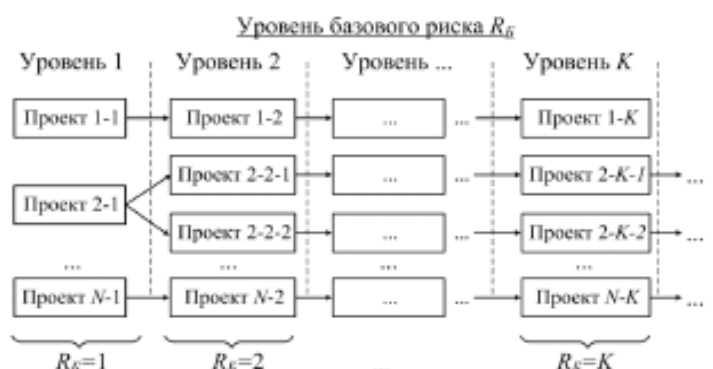 Уровень базового риска R_Б
Уровень 1 Уровень 2 Уровень ... Уровень K
Проект 1-1 Проект 1-2 ... ... Проект 1-K
Проект 2-2-1 ... ... Проект 2-K-1 ...
Проект 2-1
Проект 2-2-2 ... ... Проект 2-K-2 ...
... ... ... ...
Проект N-1 Проект N-2 ... ... Проект N-K ...
R_Б=1 R_Б=2 R_Б=K